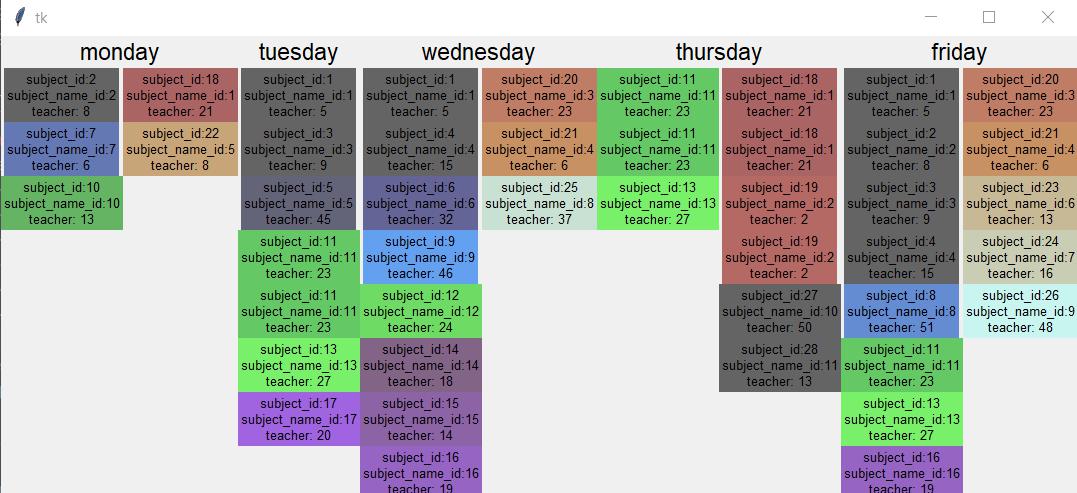 tk
monday
tuesday
wednesday
thursday
friday
subject_id:2
subject_name_id:2
teacher: 8
subject_id:7
subject_name_id:7
teacher: 6
subject_id:10
subject_name_id:10
teacher: 13
subject_id:18
subject_name_id:1
teacher: 21
subject_id:22
subject_name_id:5
teacher: 8
subject_id:1
subject_name_id:1
teacher: 5
subject_id:3
subject_name_id:3
teacher: 9
subject_id:5
subject_name_id:5
teacher: 45
subject_id:11
subject_name_id:11
teacher: 23
subject_id:11
subject_name_id:11
teacher: 23
subject_id:13
subject_name_id:13
teacher: 27
subject_id:17
subject_name_id:17
teacher: 20
subject_id:1
subject_name_id:1
teacher: 5
subject_id:4
subject_name_id:4
teacher: 15
subject_id:6
subject_name_id:6
teacher: 32
subject_id:9
subject_name_id:9
teacher: 46
subject_id:12
subject_name_id:12
teacher: 24
subject_id:14
subject_name_id:14
teacher: 18
subject_id:15
subject_name_id:15
teacher: 14
subject_id:16
subject_name_id:16
teacher: 19
subject_id:20
subject_name_id:3
teacher: 23
subject_id:21
subject_name_id:4
teacher: 6
subject_id:25
subject_name_id:8
teacher: 37
subject_id:11
subject_name_id:11
teacher: 23
subject_id:11
subject_name_id:11
teacher: 23
subject_id:13
subject_name_id:13
teacher: 27
subject_id:18
subject_name_id:1
teacher: 21
subject_id:18
subject_name_id:1
teacher: 21
subject_id:19
subject_name_id:2
teacher: 2
subject_id:19
subject_name_id:2
teacher: 2
subject_id:27
subject_name_id:10
teacher: 50
subject_id:28
subject_name_id:11
teacher: 13
subject_id:1
subject_name_id:1
teacher: 5
subject_id:2
subject_name_id:2
teacher: 8
subject_id:3
subject_name_id:3
teacher: 9
subject_id:4
subject_name_id:4
teacher: 15
subject_id:8
subject_name_id:8
teacher: 51
subject_id:11
subject_name_id:11
teacher: 23
subject_id:13
subject_name_id:13
teacher: 27
subject_id:16
subject_name_id:16
teacher: 19
subject_id:20
subject_name_id:3
teacher: 23
subject_id:21
subject_name_id:4
teacher: 6
subject_id:23
subject_name_id:6
teacher: 13
subject_id:24
subject_name_id:7
teacher: 16
subject_id:26
subject_name_id:9
teacher: 48